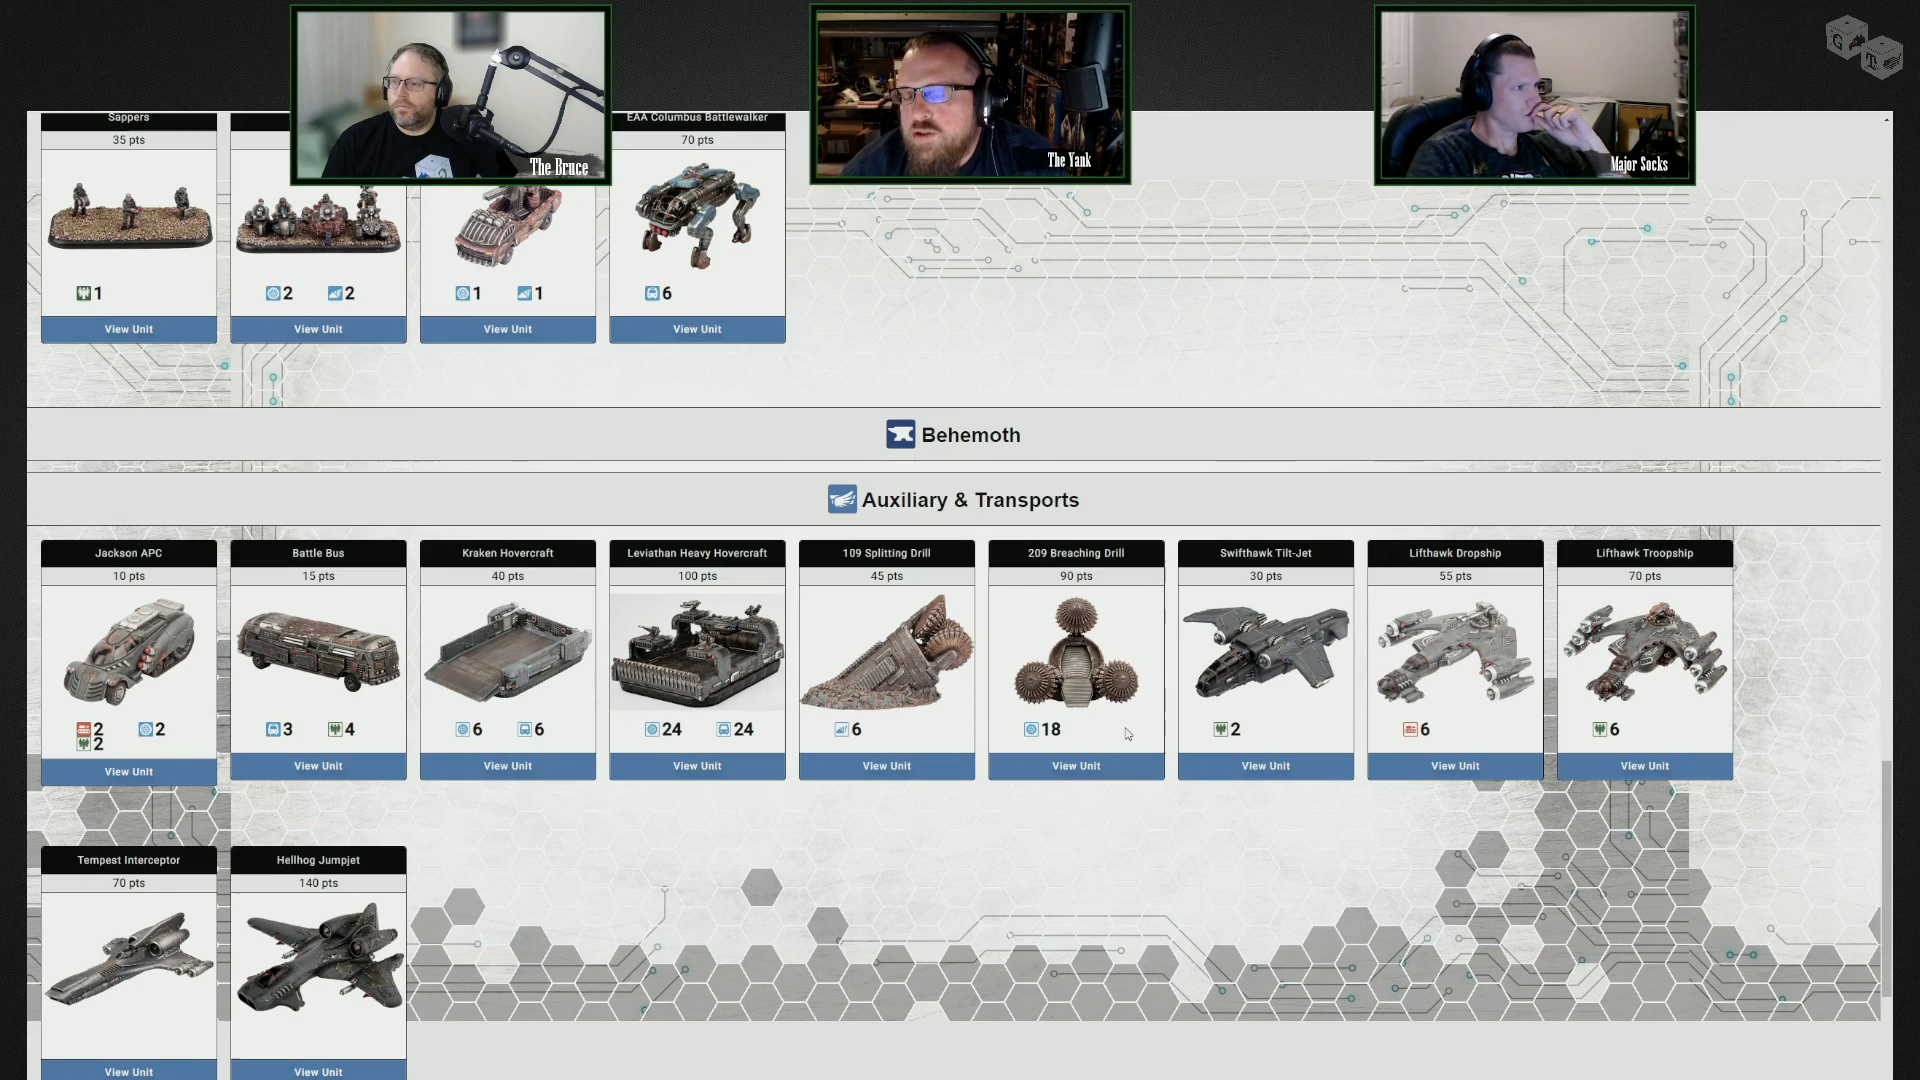 The Bruce
The Yank
Major Socks
G
T
Sappers
EAA Columbus Battlewalker
35 pts
70 pts
1
2
2
1
1
6
View Unit
View Unit
View Unit
View Unit
Behemoth
Auxiliary & Transports
Jackson APC
Battle Bus
Kraken Hovercraft
Leviathan Heavy Hovercraft
109 Splitting Drill
209 Breaching Drill
Swifthawk Tilt-Jet
Lifthawk Dropship
Lifthawk Troopship
10 pts
15 pts
40 pts
100 pts
45 pts
90 pts
30 pts
55 pts
70 pts
2
2
2
3
4
6
6
24
24
6
18
2
6
6
View Unit
View Unit
View Unit
View Unit
View Unit
View Unit
View Unit
View Unit
View Unit
Tempest Interceptor
Hellhog Jumpjet
70 pts
140 pts
View Unit
View Unit